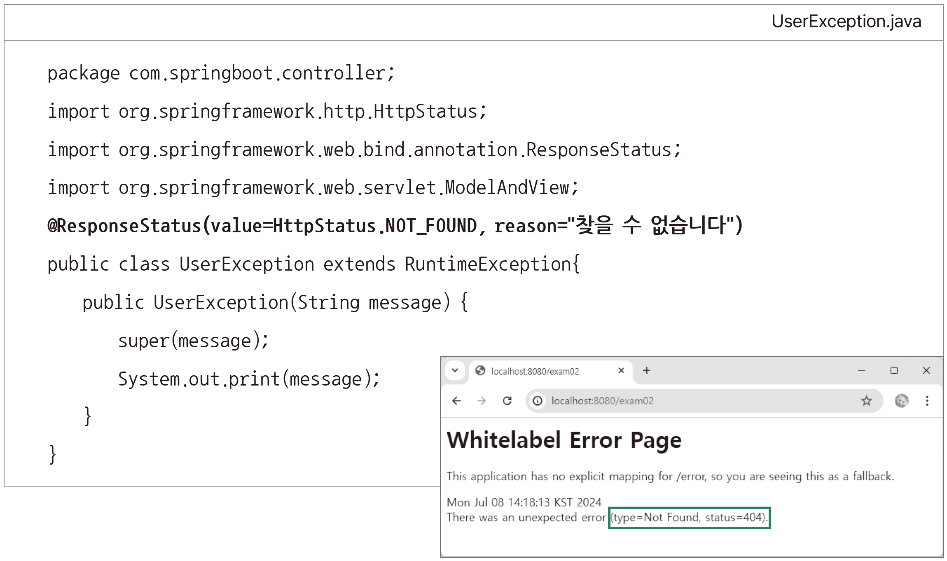 UserException.java
package com.springboot.controller;
import org.springframework.http.HttpStatus;
import org.springframework.web.bind.annotation.ResponseStatus;
import org.springframework.web.servlet.ModelAndView;
@ResponseStatus(value=HttpStatus.NOT_FOUND, reason="찾을 수 없습니다")
public class UserException extends RuntimeException{
public UserException(String message) {
super(message);
System.out.print(message);
}
}
localhost:8080/exam02
localhost:8080/exam02
Whitelabel Error Page
This application has no explicit mapping for /error, so you are seeing this as a fallback.
Mon Jul 08 14:18:13 KST 2024
There was an unexpected error (type=Not Found, status=404).